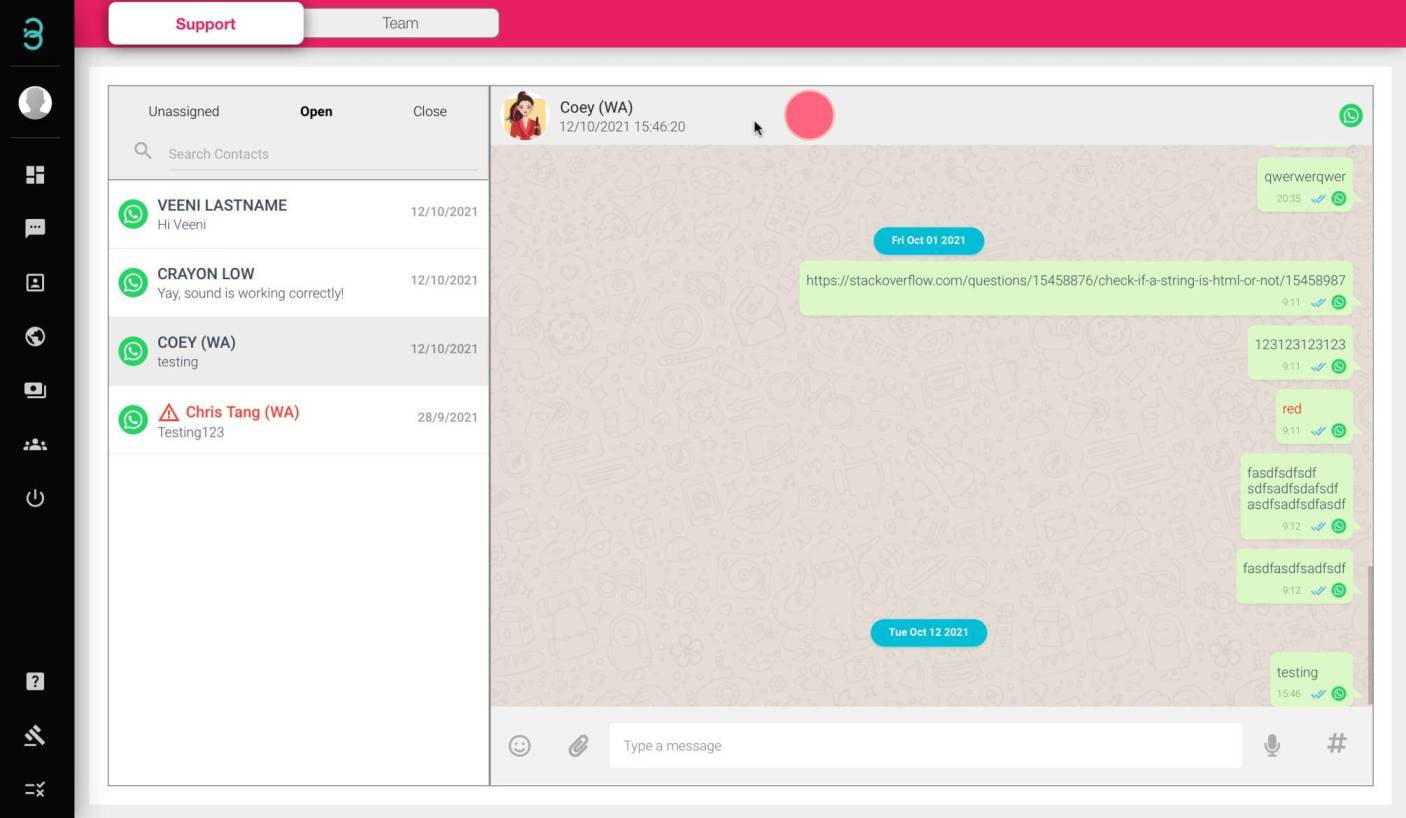 Support
Team
Unassigned
Open
Close
Search Contacts
VEENI LASTNAME
12/10/2021
Hi Veeni
CRAYON LOW
12/10/2021
Yay, sound is working correctly!
COEY (WA)
12/10/2021
testing
Chris Tang (WA)
28/9/2021
Testing123
Coey (WA)
12/10/2021 15:46:20
qwerwerqwer
20:35
Fri Oct 01 2021
https://stackoverflow.com/questions/15458876/check-if-a-string-is-html-or-not/15458987
9:11
123123123123
9:11
red
9:11
fasdfsdfsdf
sdfsadfsdafsdf
asdfsadfsdfasdf
9:12
fasdfasdfsadfsdf
9:12
Tue Oct 12 2021
testing
15:46
Type a message
#